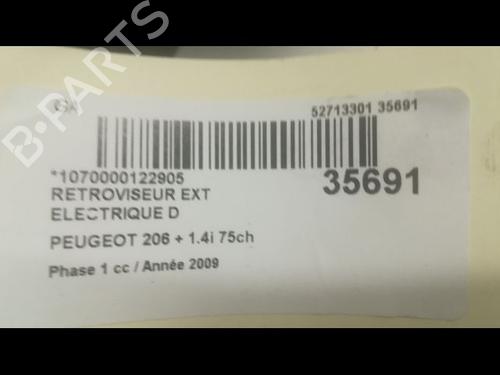 52713301 35691
*1070000122905
35691
RETROVISEUR EXT
ELECTRIQUE D
PEUGEOT 206 + 1.4i 75ch
Phase 1 cc / Année 2009
B-PARTS